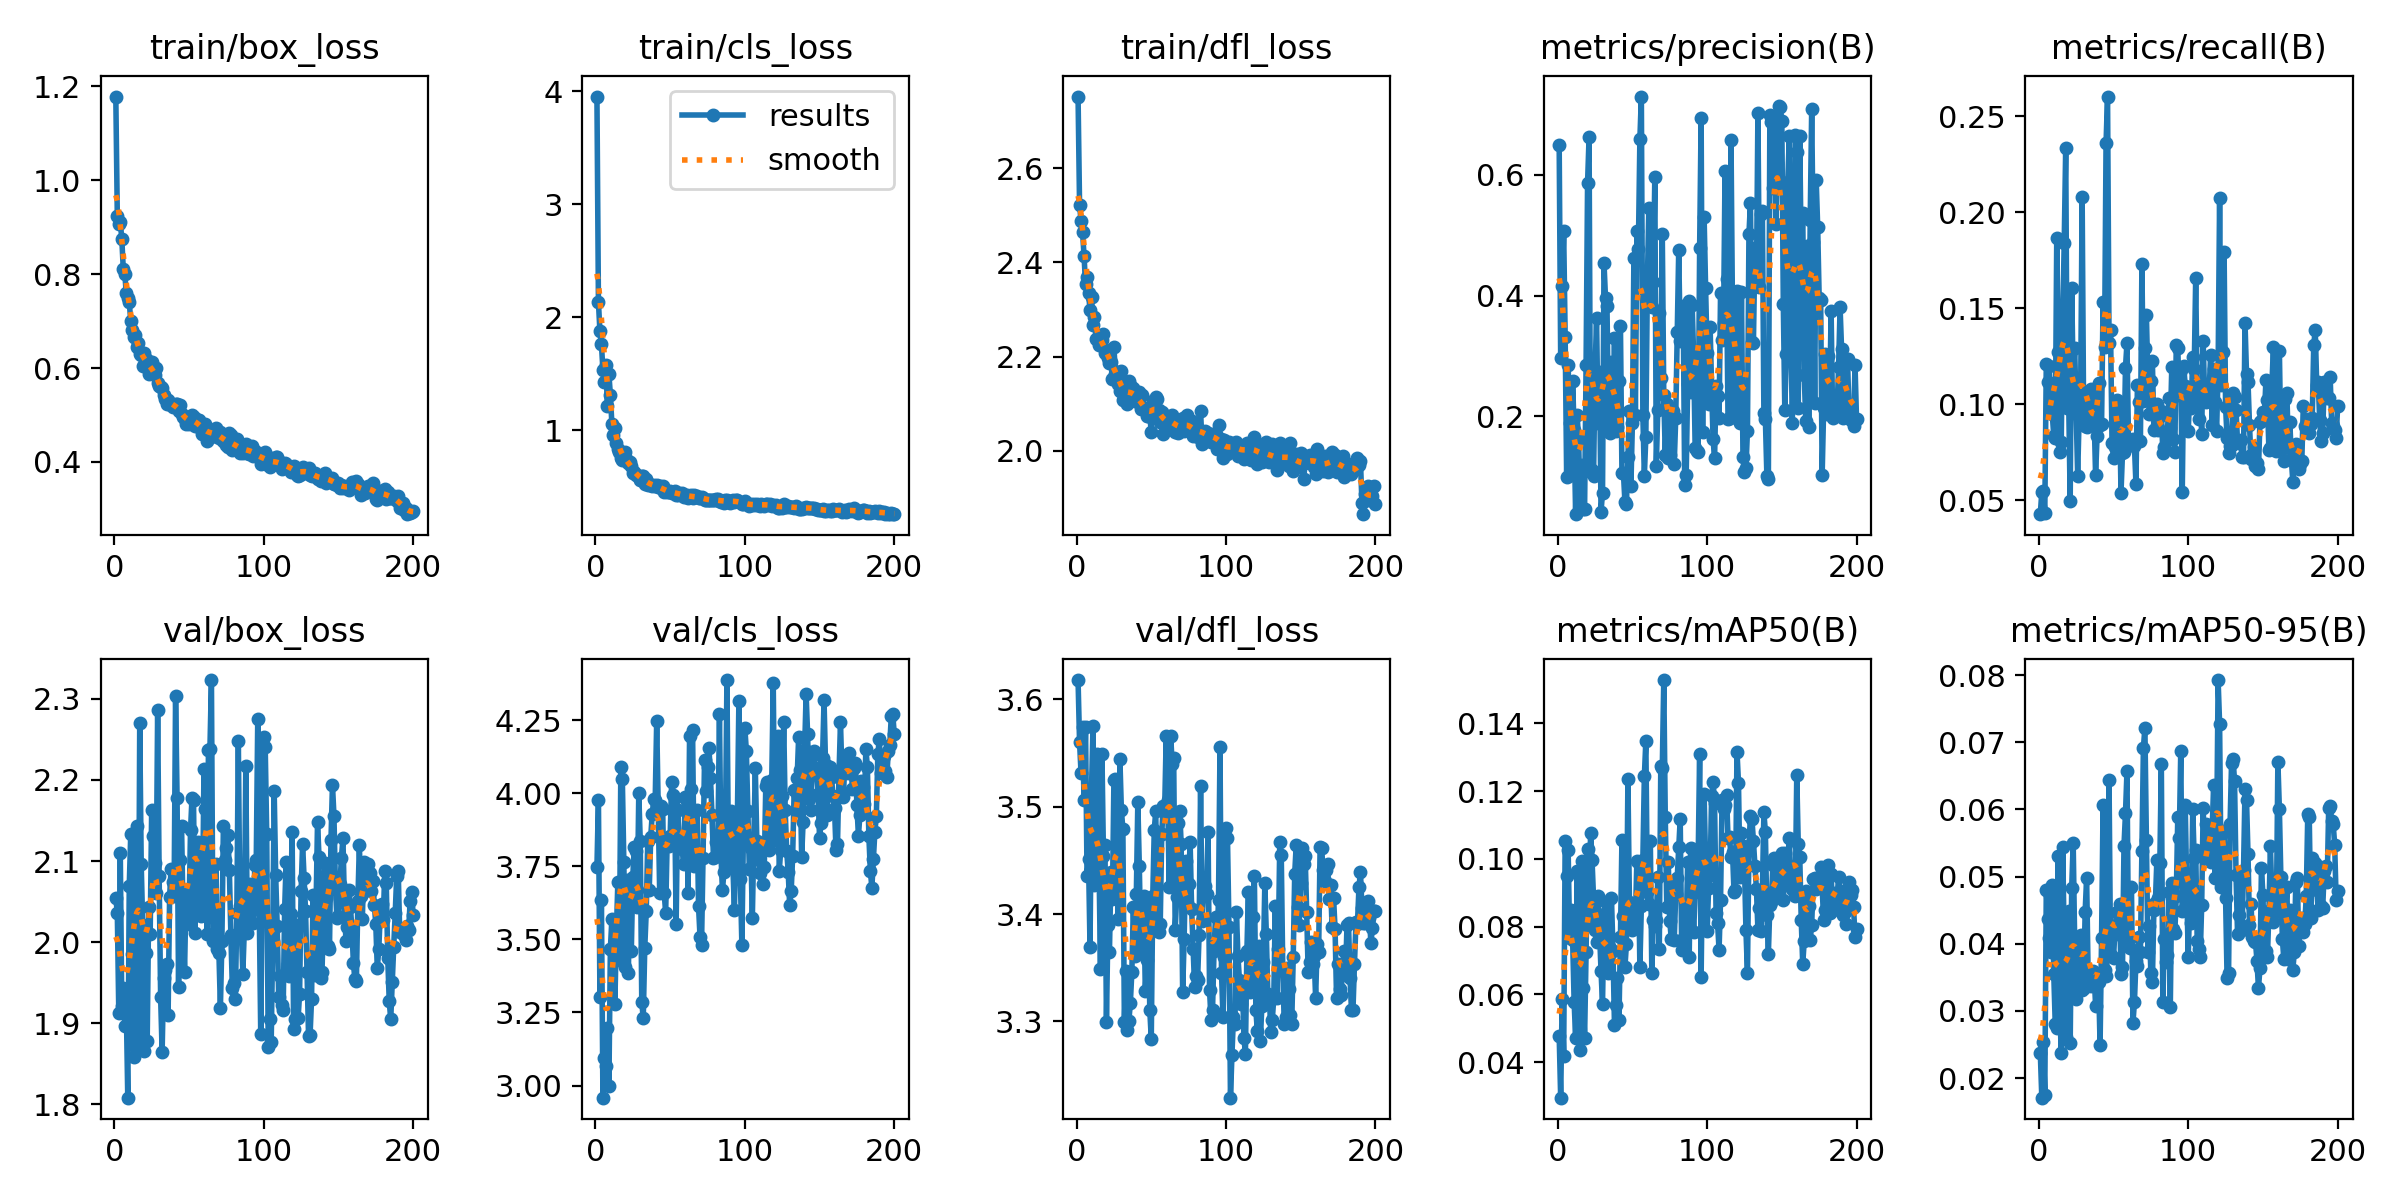 train/box_loss
1.2
1.0
0.8
0.6
0.4
0 100 200
train/cls_loss
results
smooth
4
3
2
1
0 100 200
train/dfl_loss
2.6
2.4
2.2
2.0
0 100 200
metrics/precision(B)
0.6
0.4
0.2
0 100 200
metrics/recall(B)
0.25
0.20
0.15
0.10
0.05
0 100 200
val/box_loss
2.3
2.2
2.1
2.0
1.9
1.8
0 100 200
val/cls_loss
4.25
4.00
3.75
3.50
3.25
3.00
0 100 200
val/dfl_loss
3.6
3.5
3.4
3.3
0 100 200
metrics/mAP50(B)
0.14
0.12
0.10
0.08
0.06
0.04
0 100 200
metrics/mAP50-95(B)
0.08
0.07
0.06
0.05
0.04
0.03
0.02
0 100 200